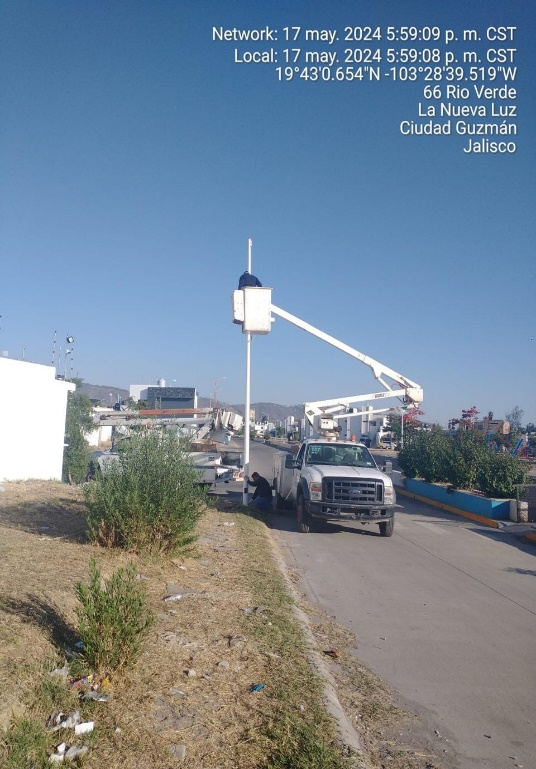 Network: 17 may. 2024 5:59:09 p. m. CST
Local: 17 may. 2024 5:59:08 p. m. CST
19°43'0.654"N -103°28'39.519"W
66 Rio Verde
La Nueva Luz
Ciudad Guzmán
Jalisco